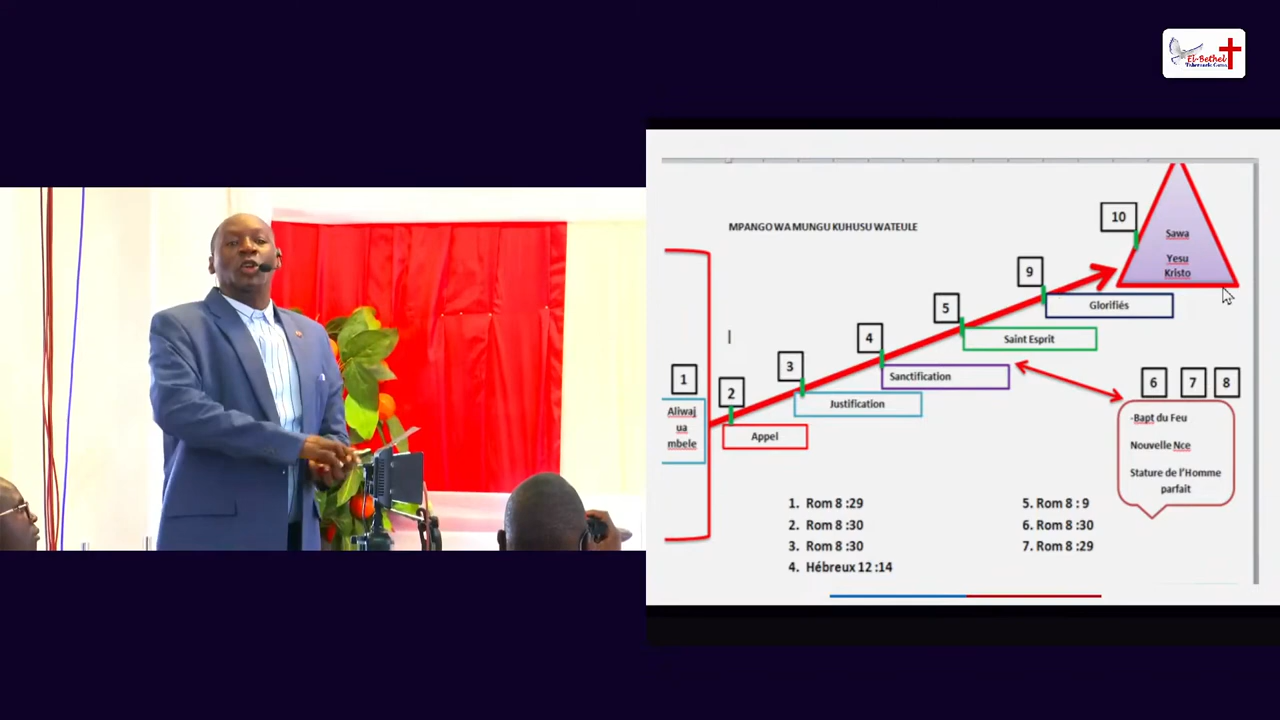 El-Bethel
MPANGO WA MUNGU KUHUSU WATEULE
10
Sawa
Yesu
Kristo
9
Glorifiés
5
Saint Esprit
4
Sanctification
3
Justification
2
Appel
1
Aliwaj
ua
mbele
6 7 8
-Bapt du Feu
Nouvelle Nce
Stature de l'Homme
parfait
1. Rom 8 :29
2. Rom 8 :30
3. Rom 8 :30
4. Hébreux 12 :14
5. Rom 8 : 9
6. Rom 8 :30
7. Rom 8 :29